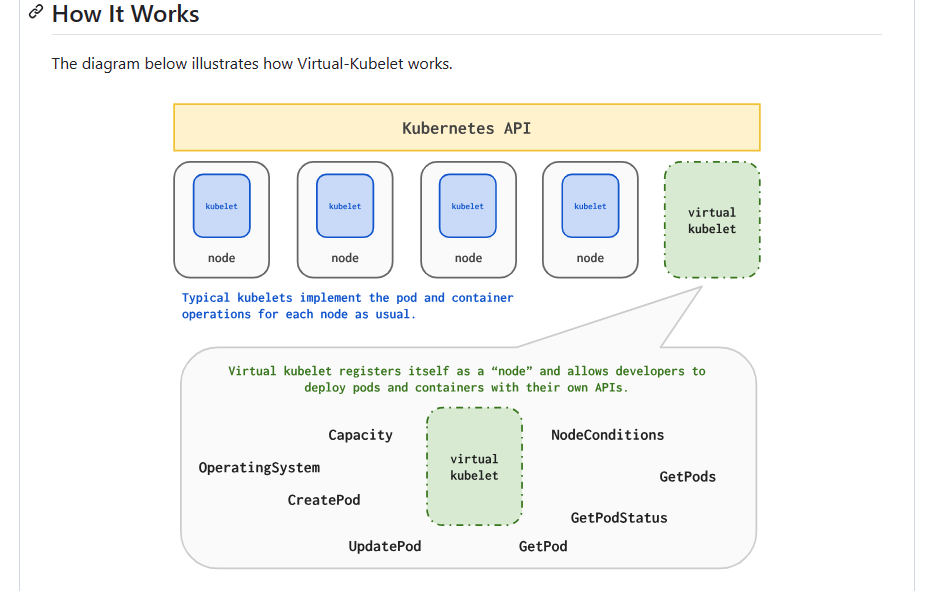 How It Works
The diagram below illustrates how Virtual-Kubelet works.
Kubernetes API
kubelet
node
kubelet
node
kubelet
node
kubelet
node
virtual
kubelet
Typical kubelets implement the pod and container
operations for each node as usual.
Virtual kubelet registers itself as a “node” and allows developers to
deploy pods and containers with their own APIs.
Capacity
OperatingSystem
CreatePod
UpdatePod
virtual
kubelet
NodeConditions
GetPods
GetPodStatus
GetPod